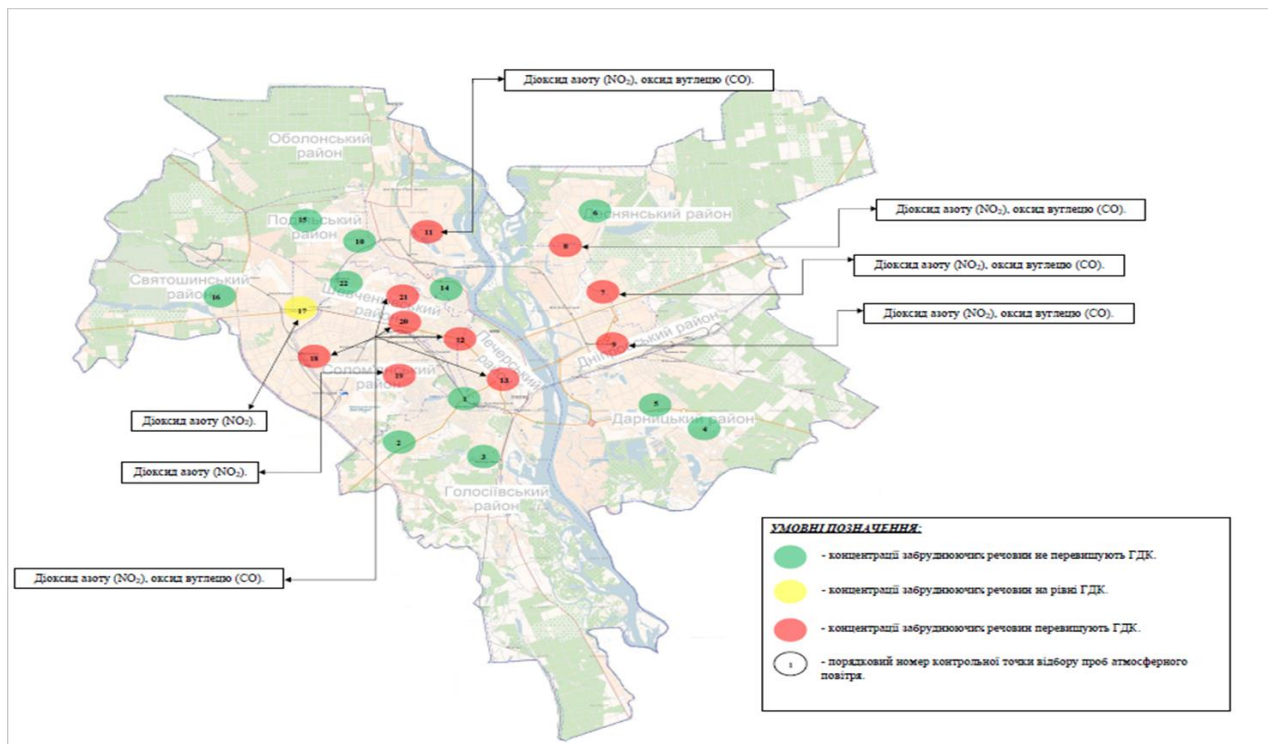 Діоксид азоту (NO₂), оксид вуглецю (CO).
Оболонський
район
Діоксид азоту (NO₂), оксид вуглецю (CO).
6
Деснянський район
15
Подільський
район
11
10
8
Діоксид азоту (NO₂), оксид вуглецю (CO).
Святошинський
район
16
22
Шевченківський
район
21
14
7
17
Діоксид азоту (NO₂), оксид вуглецю (CO).
20
12
Печерський
район
9
Дніпровський район
18
Солом'янський
район
19
13
1
5
Дарницький район
4
Діоксид азоту (NO₂).
2
3
Діоксид азоту (NO₂).
Голосіївський
район
УМОВНІ ПОЗНАЧЕННЯ:
- концентрації забруднюючих речовин не перевищують ГДК.
Діоксид азоту (NO₂), оксид вуглецю (CO).
- концентрації забруднюючих речовин на рівні ГДК.
- концентрації забруднюючих речовин перевищують ГДК.
1
- порядковий номер контрольної точки відбору проб атмосферного
повітря.